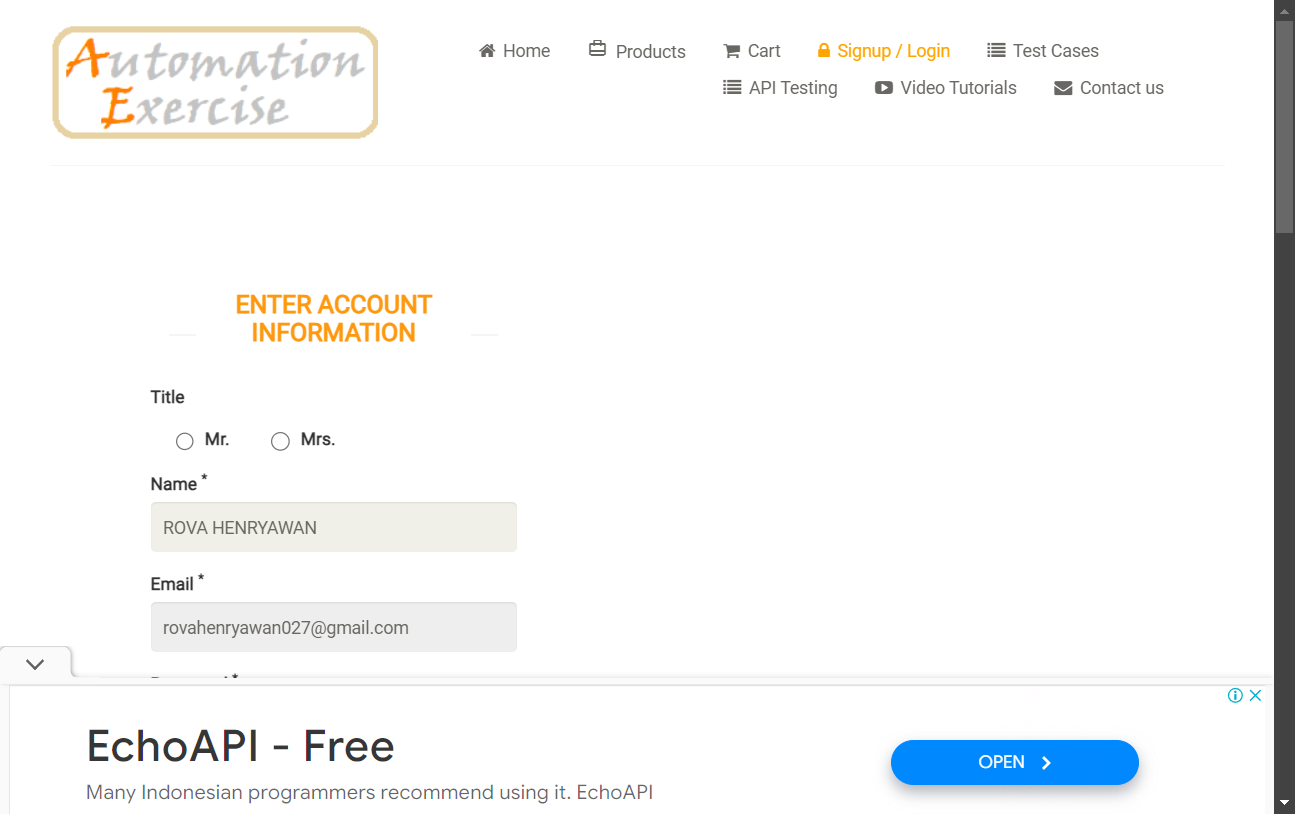 Automation
Exercise
Home
Products
Cart
Signup / Login
Test Cases
API Testing
Video Tutorials
Contact us
ENTER ACCOUNT
INFORMATION
Title
Mr.
Mrs.
Name *
ROVA HENRYAWAN
Email *
rovahenryawan027@gmail.com
EchoAPI - Free
Many Indonesian programmers recommend using it. EchoAPI
OPEN